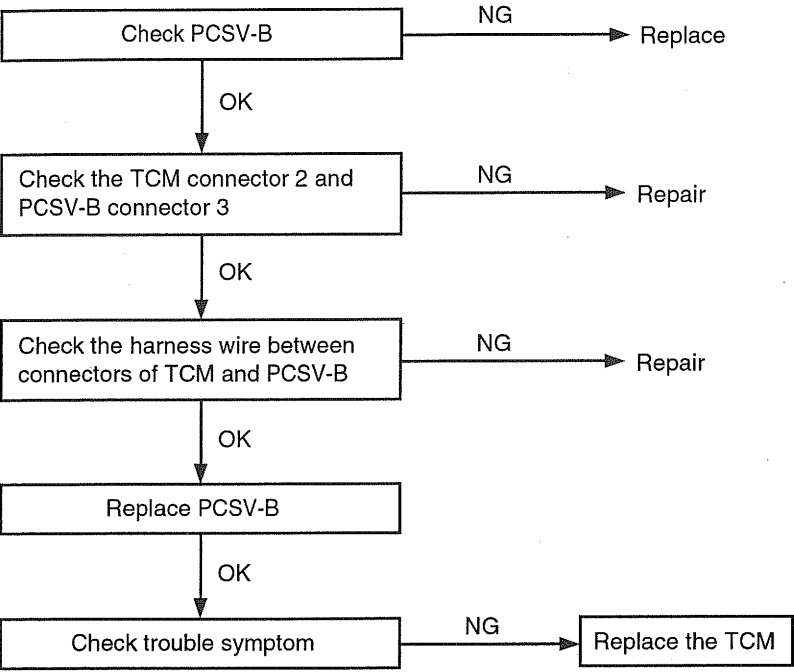 Check PCSV-B
NG
Replace
OK
Check the TCM connector 2 and
PCSV-B connector 3
NG
Repair
OK
Check the harness wire between
connectors of TCM and PCSV-B
NG
Repair
OK
Replace PCSV-B
OK
Check trouble symptom
NG
Replace the TCM